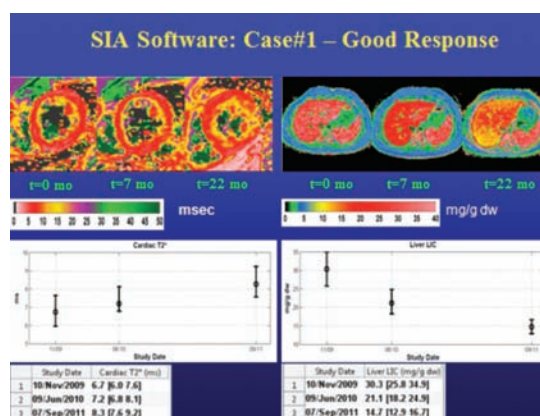 SIA Software: Case#1 – Good Response
t=0 mo t=7 mo t=22 mo
0 5 10 15 20 25 30 35 40 45 50
msec
t=0 mo t=7 mo t=22 mo
0 5 10 15 20 25 30 35 40
mg/g dw
Cardiac T2*
Study Date
Liver LIC
mg/g dw
Study Date
Study Date Cardiac T2* (ms)
1 10/Nov/2009 6.7 [6.0 7.6]
2 09/Jun/2010 7.2 [6.8 8.1]
3 07/Sep/2011 8.3 [7.6 9.2]
Study Date Liver LIC (mg/g dw)
1 10/Nov/2009 30.3 [25.8 34.9]
2 09/Jun/2010 21.1 [18.2 24.9]
3 07/Sep/2011 14.7 [12.9 16.7]